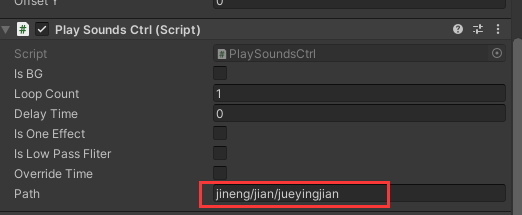 Offset Y 0
Play Sounds Ctrl (Script)
Script PlaySoundsCtrl
Is BG
Loop Count 1
Delay Time 0
Is One Effect
Is Low Pass Fliter
Override Time
Path jineng/jian/jueyingjian